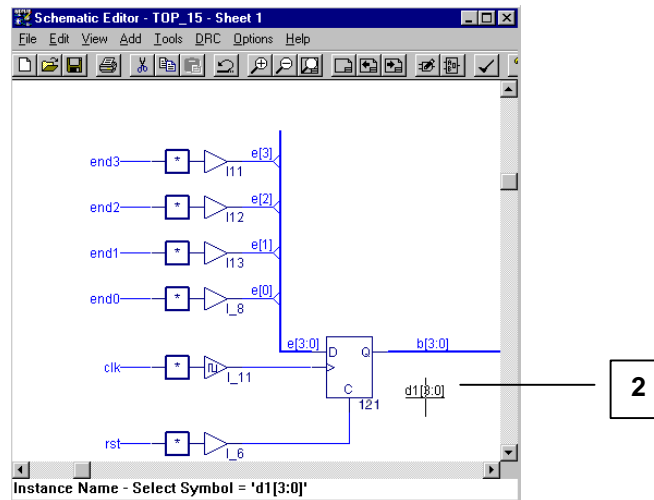 Schematic Editor - TOP_15 - Sheet 1
File Edit View Add Tools DRC Options Help
end3 * I11 e[3]
end2 * I12 e[2]
end1 * I13 e[1]
end0 * I_8 e[0]
e[3:0] D Q b[3:0]
clk * I_11
C
121
d1[3:0]
2
rst * I_6
Instance Name - Select Symbol = 'd1[3:0]'